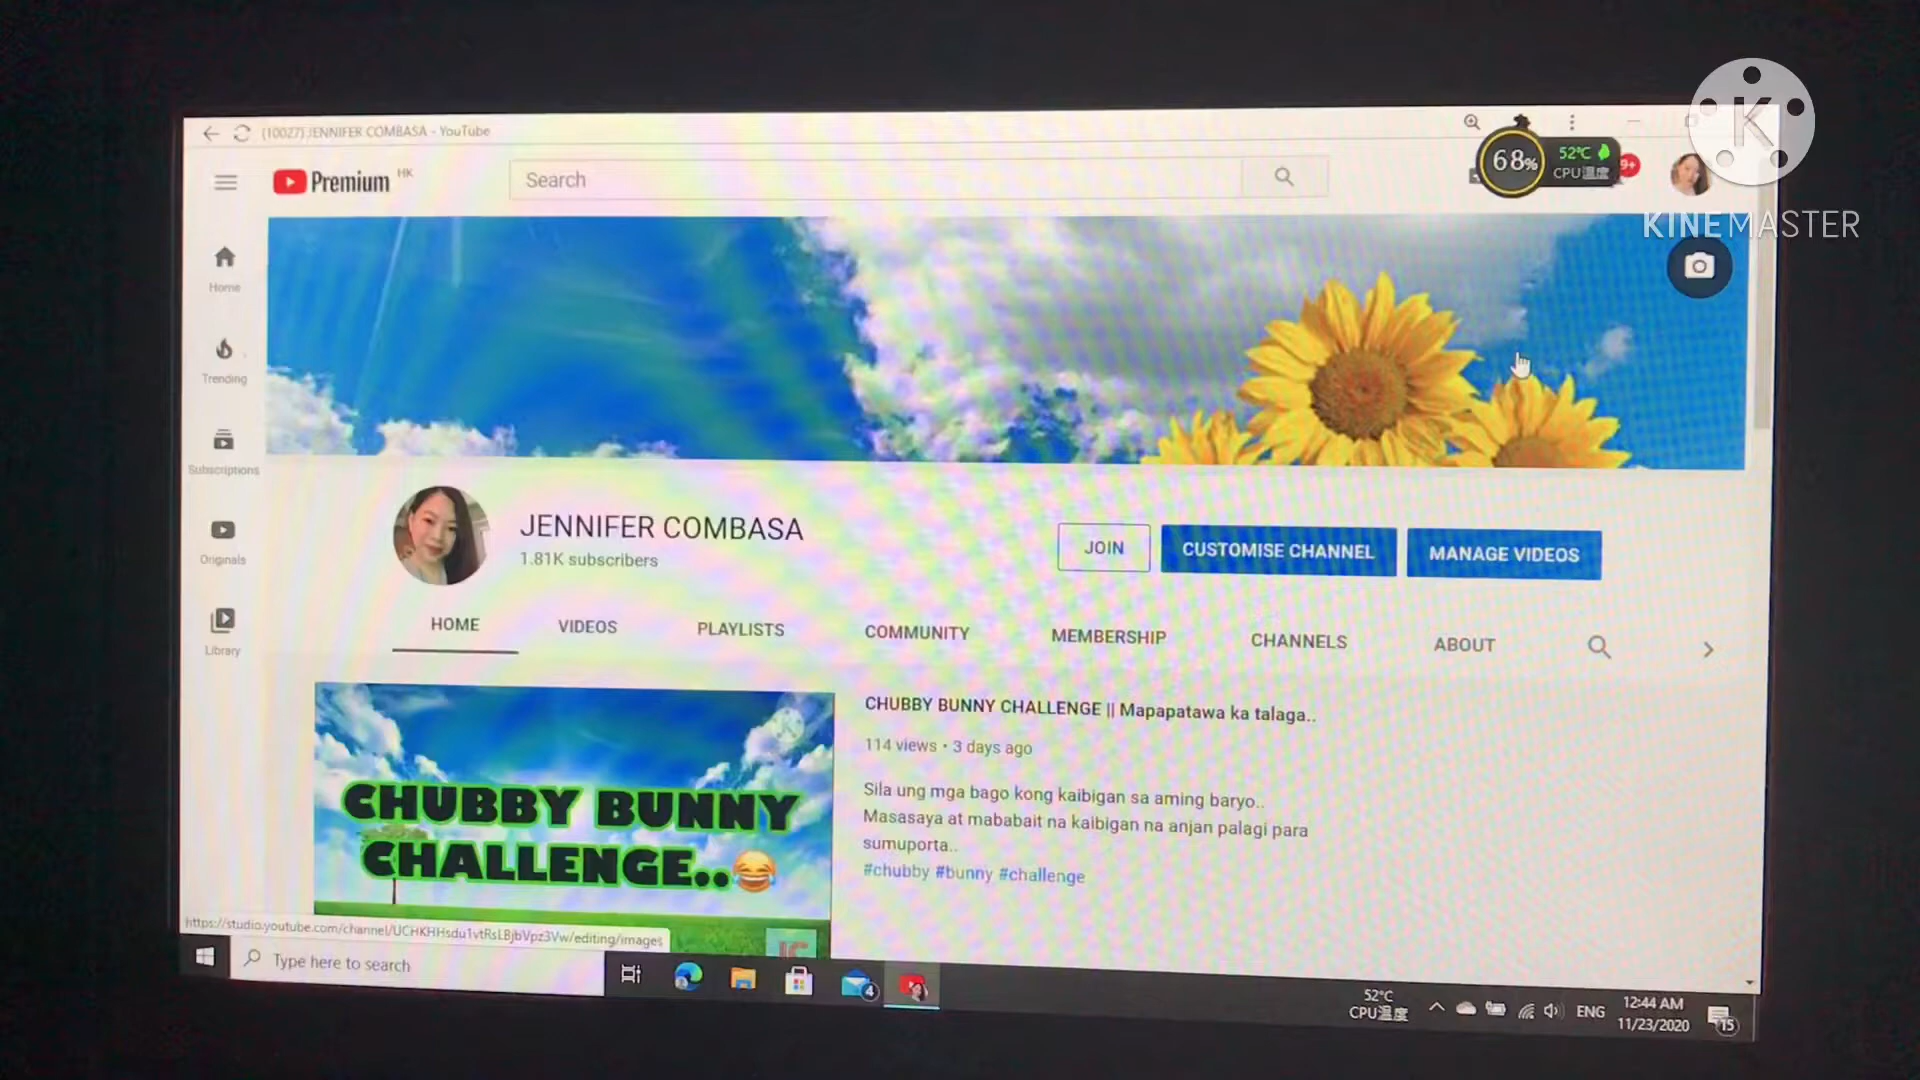 (10027) JENNIFER COMBASA - YouTube
Premium HK
Search
68%
52℃
CPU温度
9+
K
KINEMASTER
Home
Trending
Subscriptions
Originals
Library
JENNIFER COMBASA
1.81K subscribers
JOIN
CUSTOMISE CHANNEL
MANAGE VIDEOS
HOME
VIDEOS
PLAYLISTS
COMMUNITY
MEMBERSHIP
CHANNELS
ABOUT
CHUBBY BUNNY
CHALLENGE..😂
CHUBBY BUNNY CHALLENGE || Mapapatawa ka talaga..
114 views • 3 days ago
Sila ung mga bago kong kaibigan sa aming baryo..
Masasaya at mababait na kaibigan na anjan palagi para
sumuporta..
#chubby #bunny #challenge
https://studio.youtube.com/channel/UCHKHHsdu1vtRsLBjbVpz3Vw/editing/images
Type here to search
4
52℃
CPU温度
ENG
12:44 AM
11/23/2020
15